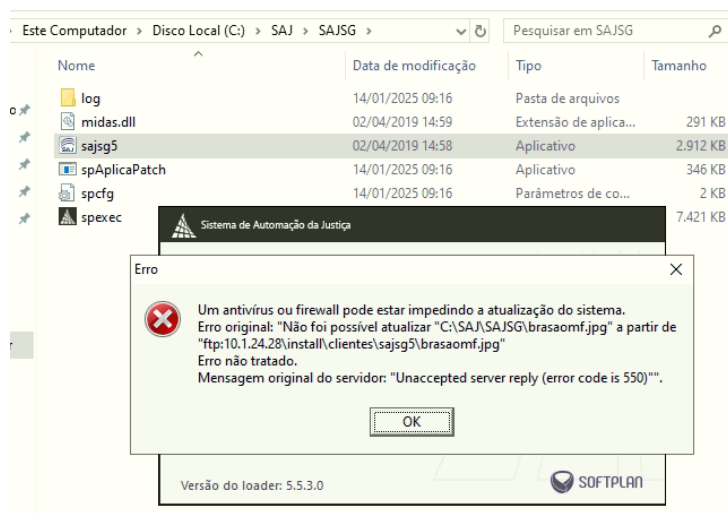 Este Computador > Disco Local (C:) > SAJ > SAJSG >
Pesquisar em SAJSG
Nome Data de modificação Tipo Tamanho
log 14/01/2025 09:16 Pasta de arquivos
midas.dll 02/04/2019 14:59 Extensão de aplica... 291 KB
sajsg5 02/04/2019 14:58 Aplicativo 2.912 KB
spAplicaPatch 14/01/2025 09:16 Aplicativo 346 KB
spcfg 14/01/2025 09:16 Parâmetros de co... 2 KB
spexec 7.421 KB
Sistema de Automação da Justiça
Erro
Um antivírus ou firewall pode estar impedindo a atualização do sistema.
Erro original: "Não foi possível atualizar "C:\SAJ\SAJSG\brasaomf.jpg" a partir de
"ftp:10.1.24.28\install\clientes\sajsg5\brasaomf.jpg"
Erro não tratado.
Mensagem original do servidor: "Unaccepted server reply (error code is 550)"".
OK
Versão do loader: 5.5.3.0
SOFTPLAN